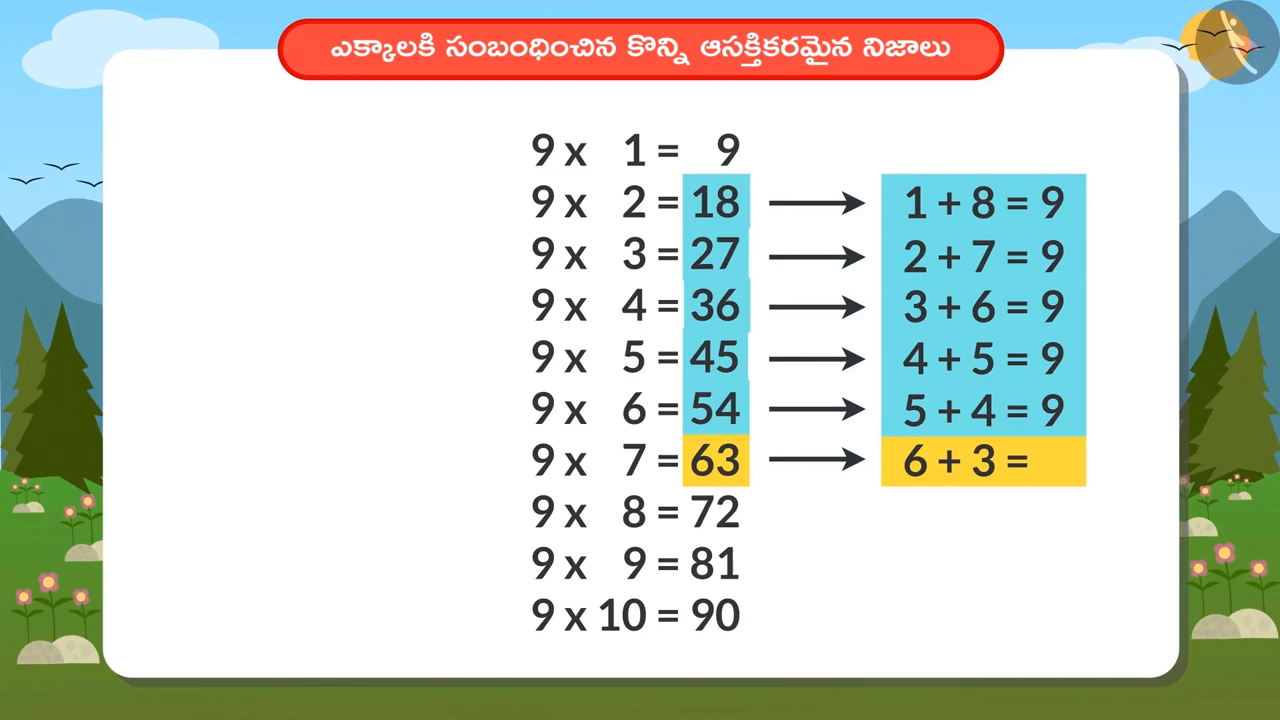 ఎక్కాలకి సంబంధించిన కొన్ని ఆసక్తికరమైన నిజాలు
9 x 1 = 9
9 x 2 = 18 → 1 + 8 = 9
9 x 3 = 27 → 2 + 7 = 9
9 x 4 = 36 → 3 + 6 = 9
9 x 5 = 45 → 4 + 5 = 9
9 x 6 = 54 → 5 + 4 = 9
9 x 7 = 63 → 6 + 3 =
9 x 8 = 72
9 x 9 = 81
9 x 10 = 90